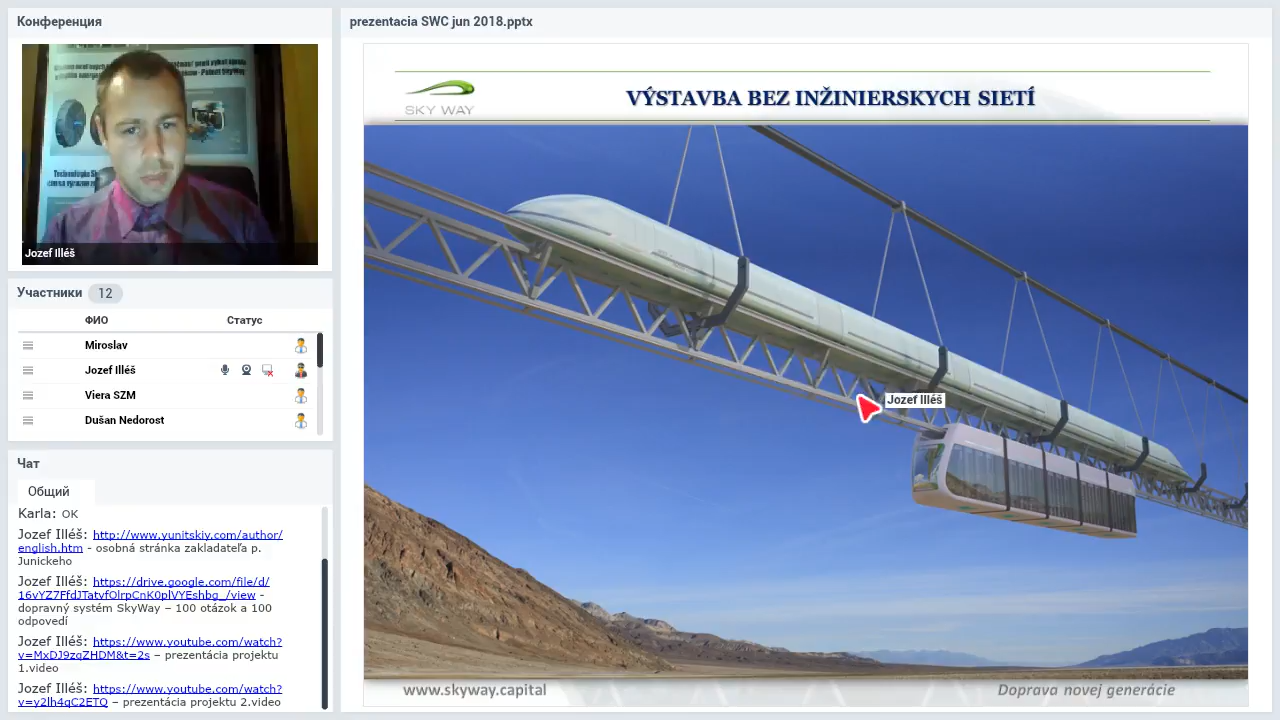 Конференция
Jozef Illéš
Участники 12
ФИО Статус
Miroslav
Jozef Illéš
Viera SZM
Dušan Nedorost
Чат
Общий
Karla: OK
Jozef Illéš: http://www.yunitskiy.com/author/
english.htm - osobná stránka zakladateľa p.
Junickeho
Jozef Illéš: https://drive.google.com/file/d/
16vYZ7FfdJTatvfOlrpCnK0plVYEshbg_/view -
dopravný systém SkyWay – 100 otázok a 100
odpovedí
Jozef Illéš: https://www.youtube.com/watch?
v=MxDJ9zqZHDM&t=2s – prezentácia projektu
1.video
Jozef Illéš: https://www.youtube.com/watch?
v=y2lh4qC2ETQ – prezentácia projektu 2.video
prezentacia SWC jun 2018.pptx
SKY WAY
VÝSTAVBA BEZ INŽINIERSKYCH SIETÍ
Jozef Illéš
www.skyway.capital
Doprava novej generácie